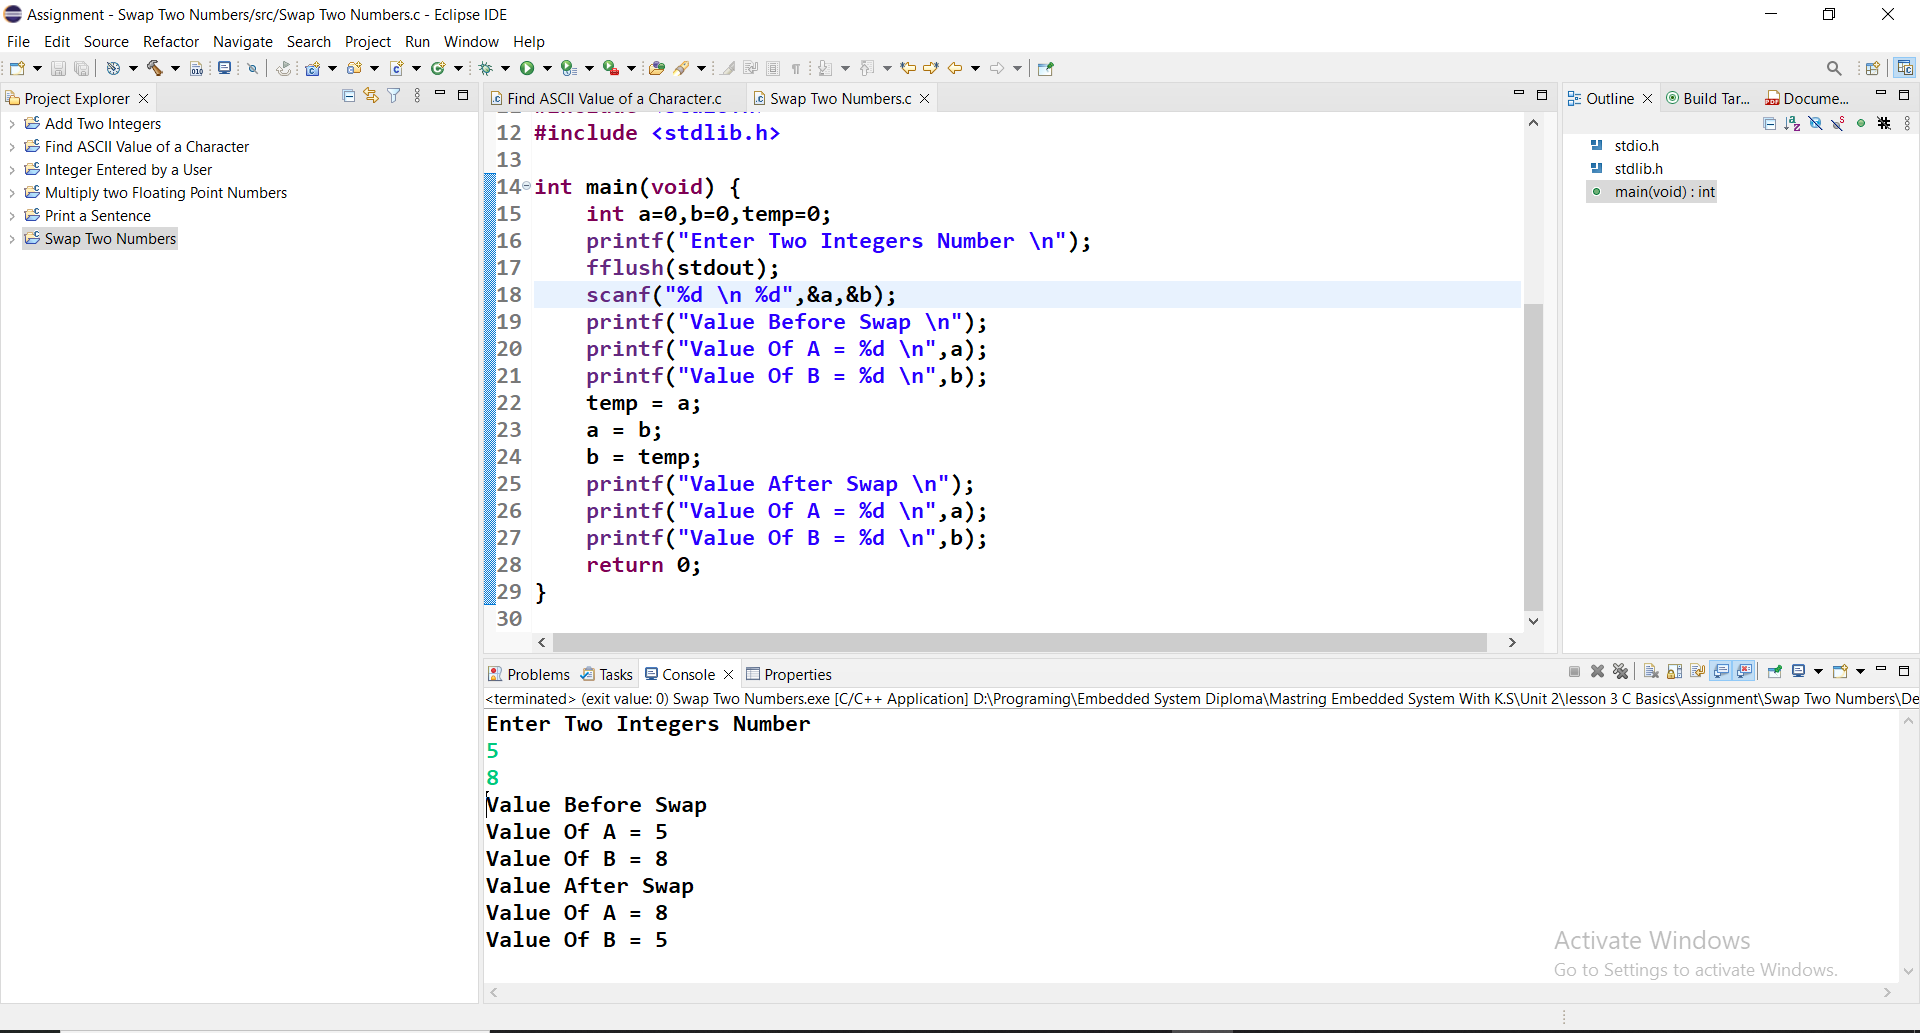 Assignment - Swap Two Numbers/src/Swap Two Numbers.c - Eclipse IDE
File Edit Source Refactor Navigate Search Project Run Window Help
Project Explorer
Add Two Integers
Find ASCII Value of a Character
Integer Entered by a User
Multiply two Floating Point Numbers
Print a Sentence
Swap Two Numbers
Find ASCII Value of a Character.c
Swap Two Numbers.c
12 #include <stdlib.h>
13
14 int main(void) {
15 int a=0,b=0,temp=0;
16 printf("Enter Two Integers Number \n");
17 fflush(stdout);
18 scanf("%d \n %d",&a,&b);
19 printf("Value Before Swap \n");
20 printf("Value Of A = %d \n",a);
21 printf("Value Of B = %d \n",b);
22 temp = a;
23 a = b;
24 b = temp;
25 printf("Value After Swap \n");
26 printf("Value Of A = %d \n",a);
27 printf("Value Of B = %d \n",b);
28 return 0;
29 }
30
Outline Build Tar... Docume...
stdio.h
stdlib.h
main(void) : int
Problems Tasks Console Properties
<terminated> (exit value: 0) Swap Two Numbers.exe [C/C++ Application] D:\Programing\Embedded System Diploma\Mastring Embedded System With K.S\Unit 2\lesson 3 C Basics\Assignment\Swap Two Numbers\De
Enter Two Integers Number
5
8
Value Before Swap
Value Of A = 5
Value Of B = 8
Value After Swap
Value Of A = 8
Value Of B = 5
Activate Windows
Go to Settings to activate Windows.